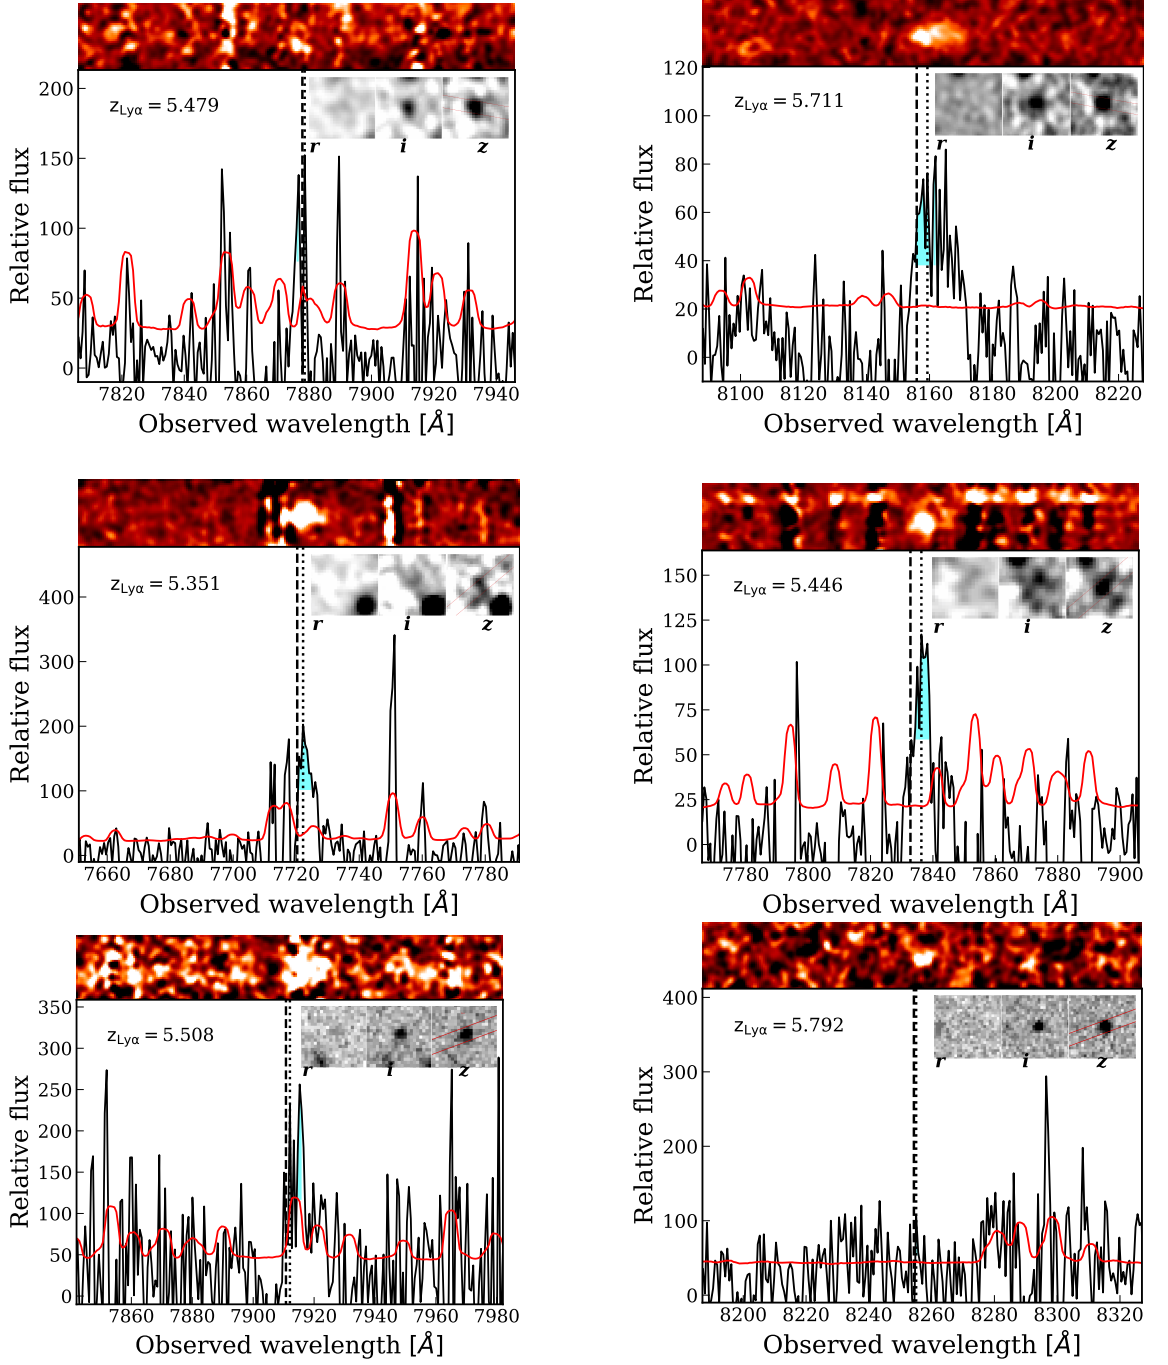 z_Lyα = 5.479
r i z
200
150
100
50
0
Relative flux
7820 7840 7860 7880 7900 7920 7940
Observed wavelength [Å]
z_Lyα = 5.711
r i z
120
100
80
60
40
20
0
Relative flux
8100 8120 8140 8160 8180 8200 8220
Observed wavelength [Å]
z_Lyα = 5.351
r i z
400
300
200
100
0
Relative flux
7660 7680 7700 7720 7740 7760 7780
Observed wavelength [Å]
z_Lyα = 5.446
r i z
150
125
100
75
50
25
0
Relative flux
7780 7800 7820 7840 7860 7880 7900
Observed wavelength [Å]
z_Lyα = 5.508
r i z
350
300
250
200
150
100
50
0
Relative flux
7860 7880 7900 7920 7940 7960 7980
Observed wavelength [Å]
z_Lyα = 5.792
r i z
400
300
200
100
0
Relative flux
8200 8220 8240 8260 8280 8300 8320
Observed wavelength [Å]